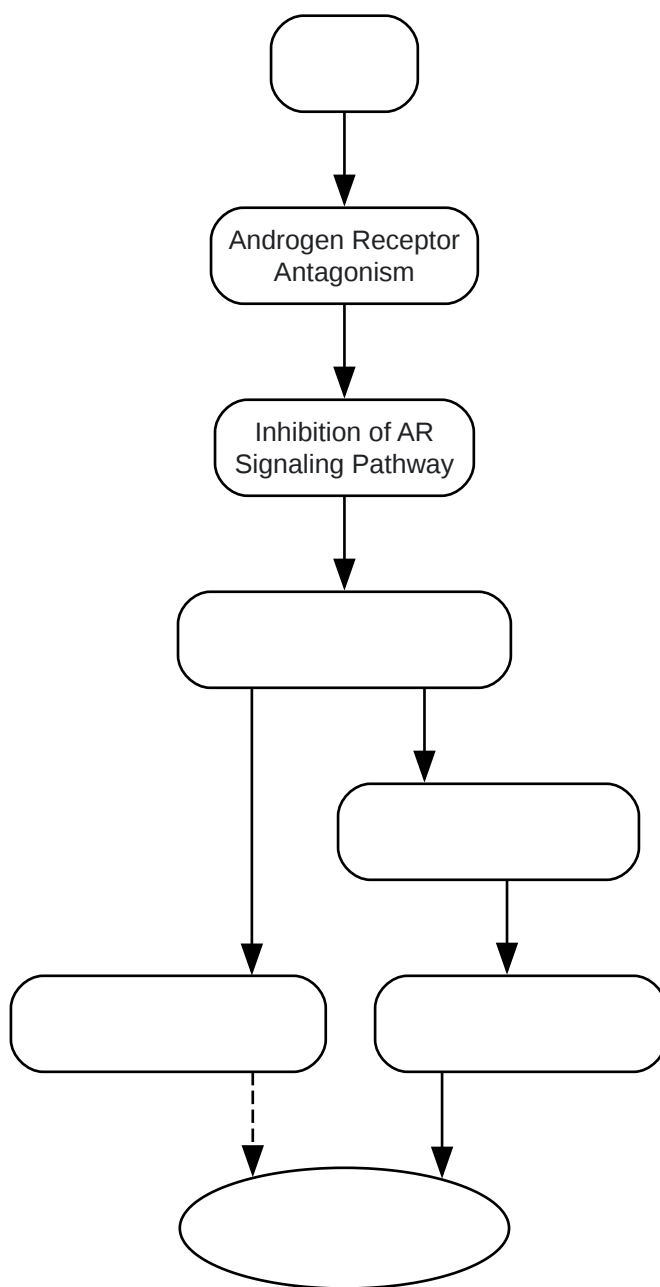 Androgen Receptor
Antagonism
Inhibition of AR
Signaling Pathway